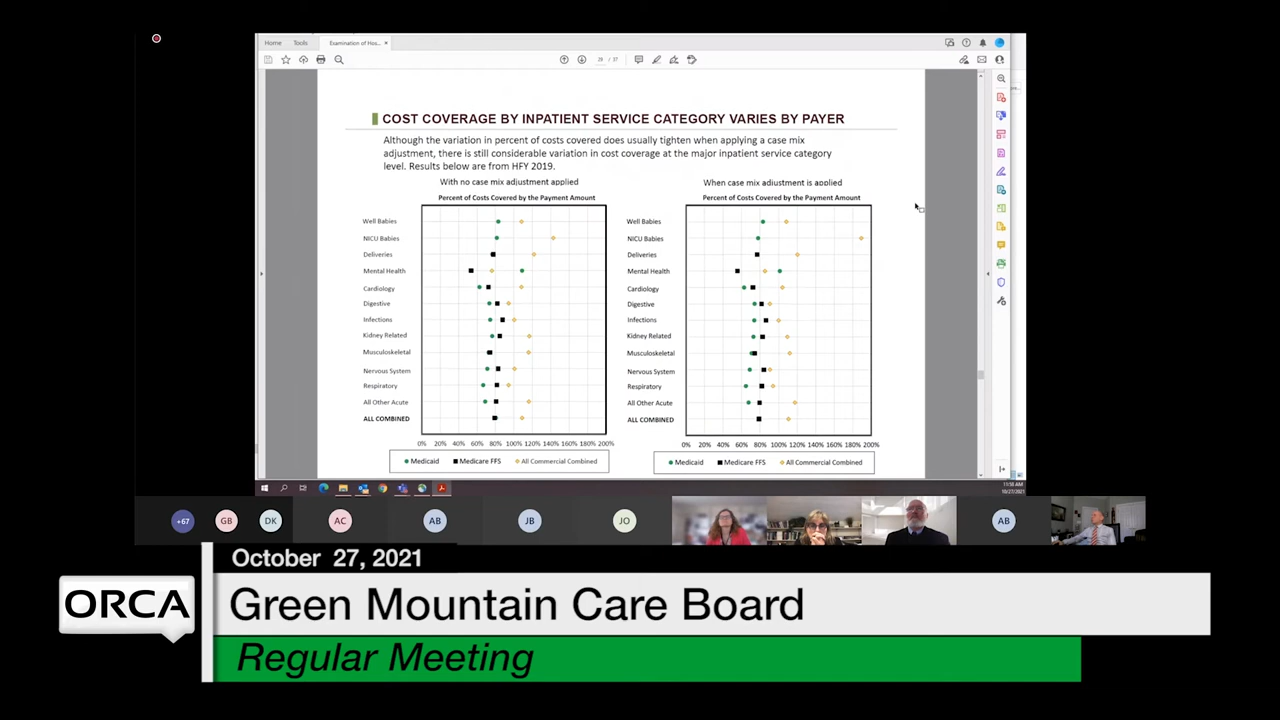 Home Tools Examination of Hos... ×
28 / 37
COST COVERAGE BY INPATIENT SERVICE CATEGORY VARIES BY PAYER
Although the variation in percent of costs covered does usually tighten when applying a case mix
adjustment, there is still considerable variation in cost coverage at the major inpatient service category
level. Results below are from HFY 2019.
With no case mix adjustment applied
Percent of Costs Covered by the Payment Amount
Well Babies
NICU Babies
Deliveries
Mental Health
Cardiology
Digestive
Infections
Kidney Related
Musculoskeletal
Nervous System
Respiratory
All Other Acute
ALL COMBINED
0% 20% 40% 60% 80% 100% 120% 140% 160% 180% 200%
Medicaid Medicare FFS All Commercial Combined
When case mix adjustment is applied
Percent of Costs Covered by the Payment Amount
Well Babies
NICU Babies
Deliveries
Mental Health
Cardiology
Digestive
Infections
Kidney Related
Musculoskeletal
Nervous System
Respiratory
All Other Acute
ALL COMBINED
0% 20% 40% 60% 80% 100% 120% 140% 160% 180% 200%
Medicaid Medicare FFS All Commercial Combined
10/27/2021
+67 GB DK AC AB JB JO AB
October 27, 2021
ORCA
Green Mountain Care Board
Regular Meeting